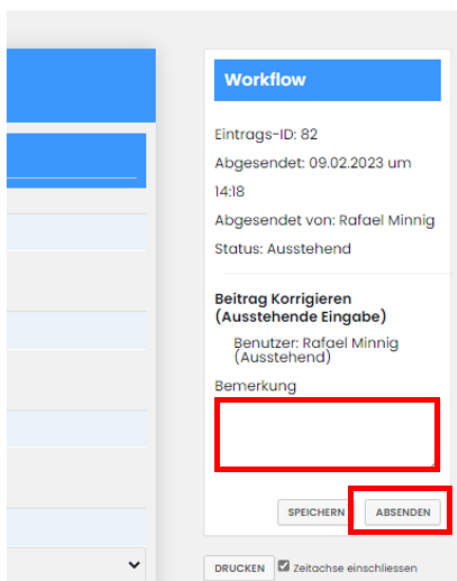 Workflow
Eintrags-ID: 82
Abgesendet: 09.02.2023 um
14:18
Abgesendet von: Rafael Minnig
Status: Ausstehend
Beitrag Korrigieren
(Ausstehende Eingabe)
Benutzer: Rafael Minnig
(Ausstehend)
Bemerkung
SPEICHERN
ABSENDEN
DRUCKEN
Zeitachse einschliessen